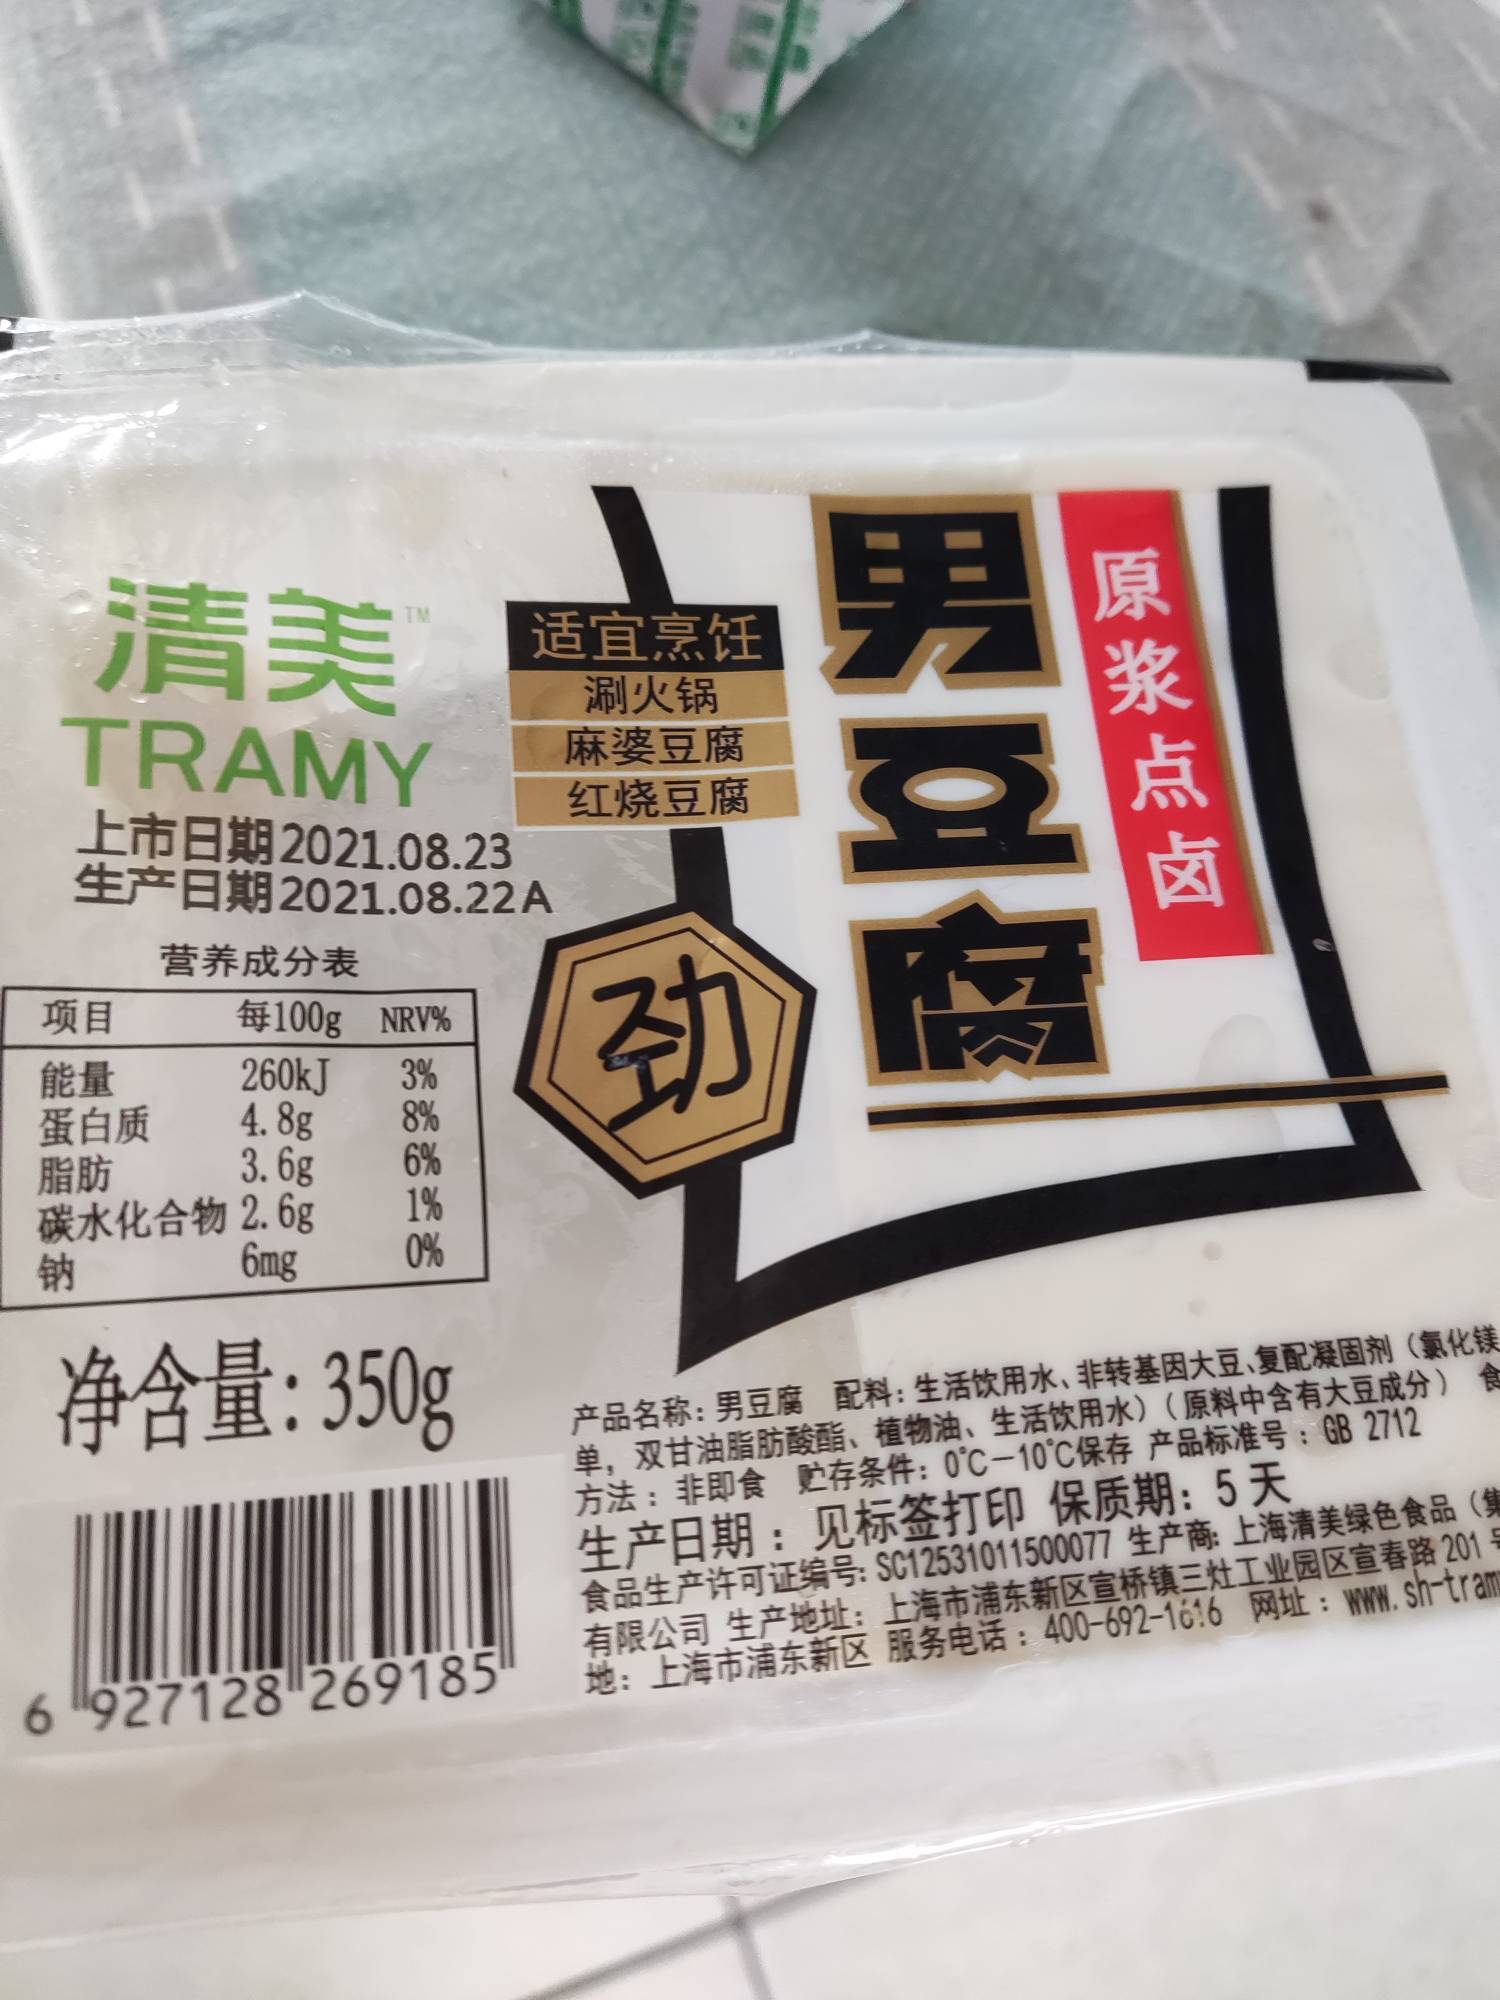 清美™
TRAMY
上市日期2021.08.23
生产日期2021.08.22A
营养成分表
项目 每100g NRV%
能量 260kJ 3%
蛋白质 4.8g 8%
脂肪 3.6g 6%
碳水化合物 2.6g 1%
钠 6mg 0%
净含量:350g
6 927128 269185
适宜烹饪
涮火锅
麻婆豆腐
红烧豆腐
劲
男豆腐
原浆点卤
产品名称:男豆腐 配料:生活饮用水、非转基因大豆、复配凝固剂(氯化镁
单,双甘油脂肪酸酯、植物油、生活饮用水)(原料中含有大豆成分) 食
方法:非即食 贮存条件:0℃-10℃保存 产品标准号:GB 2712
生产日期:见标签打印 保质期:5天
食品生产许可证编号:SC12531011500077 生产商:上海清美绿色食品(集
有限公司 生产地址:上海市浦东新区宣桥镇三灶工业园区宣春路201号
地:上海市浦东新区 服务电话:400-692-1616 网址:www.sh-tram